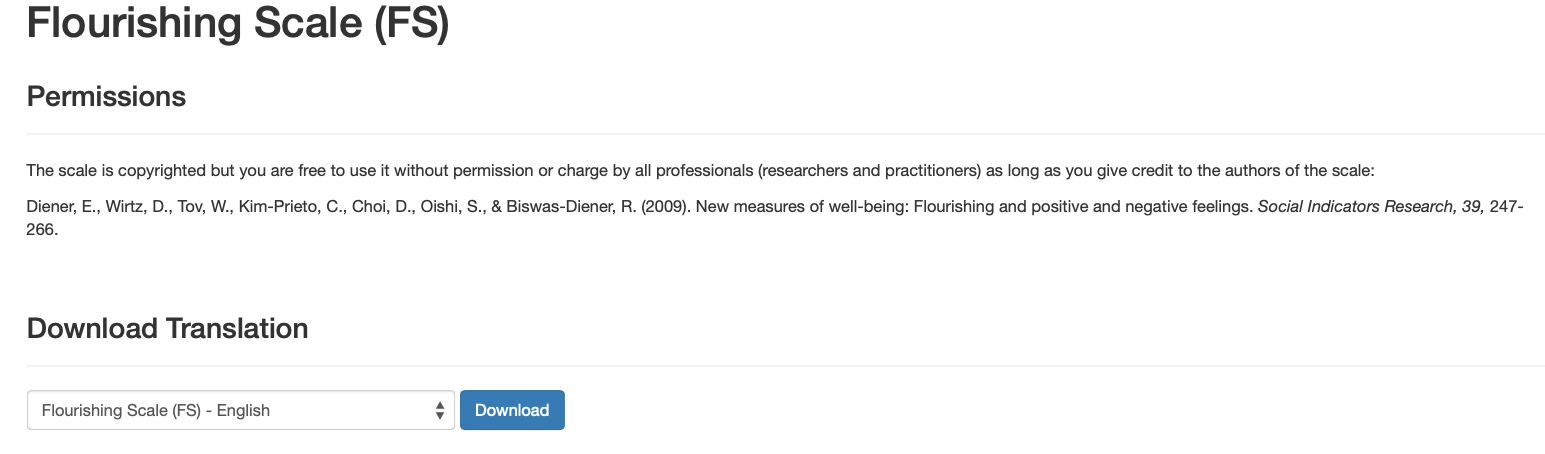 Flourishing Scale (FS)
Permissions
The scale is copyrighted but you are free to use it without permission or charge by all professionals (researchers and practitioners) as long as you give credit to the authors of the scale:
Diener, E., Wirtz, D., Tov, W., Kim-Prieto, C., Choi, D., Oishi, S., & Biswas-Diener, R. (2009). New measures of well-being: Flourishing and positive and negative feelings. Social Indicators Research, 39, 247-
266.
Download Translation
Flourishing Scale (FS) - English Download